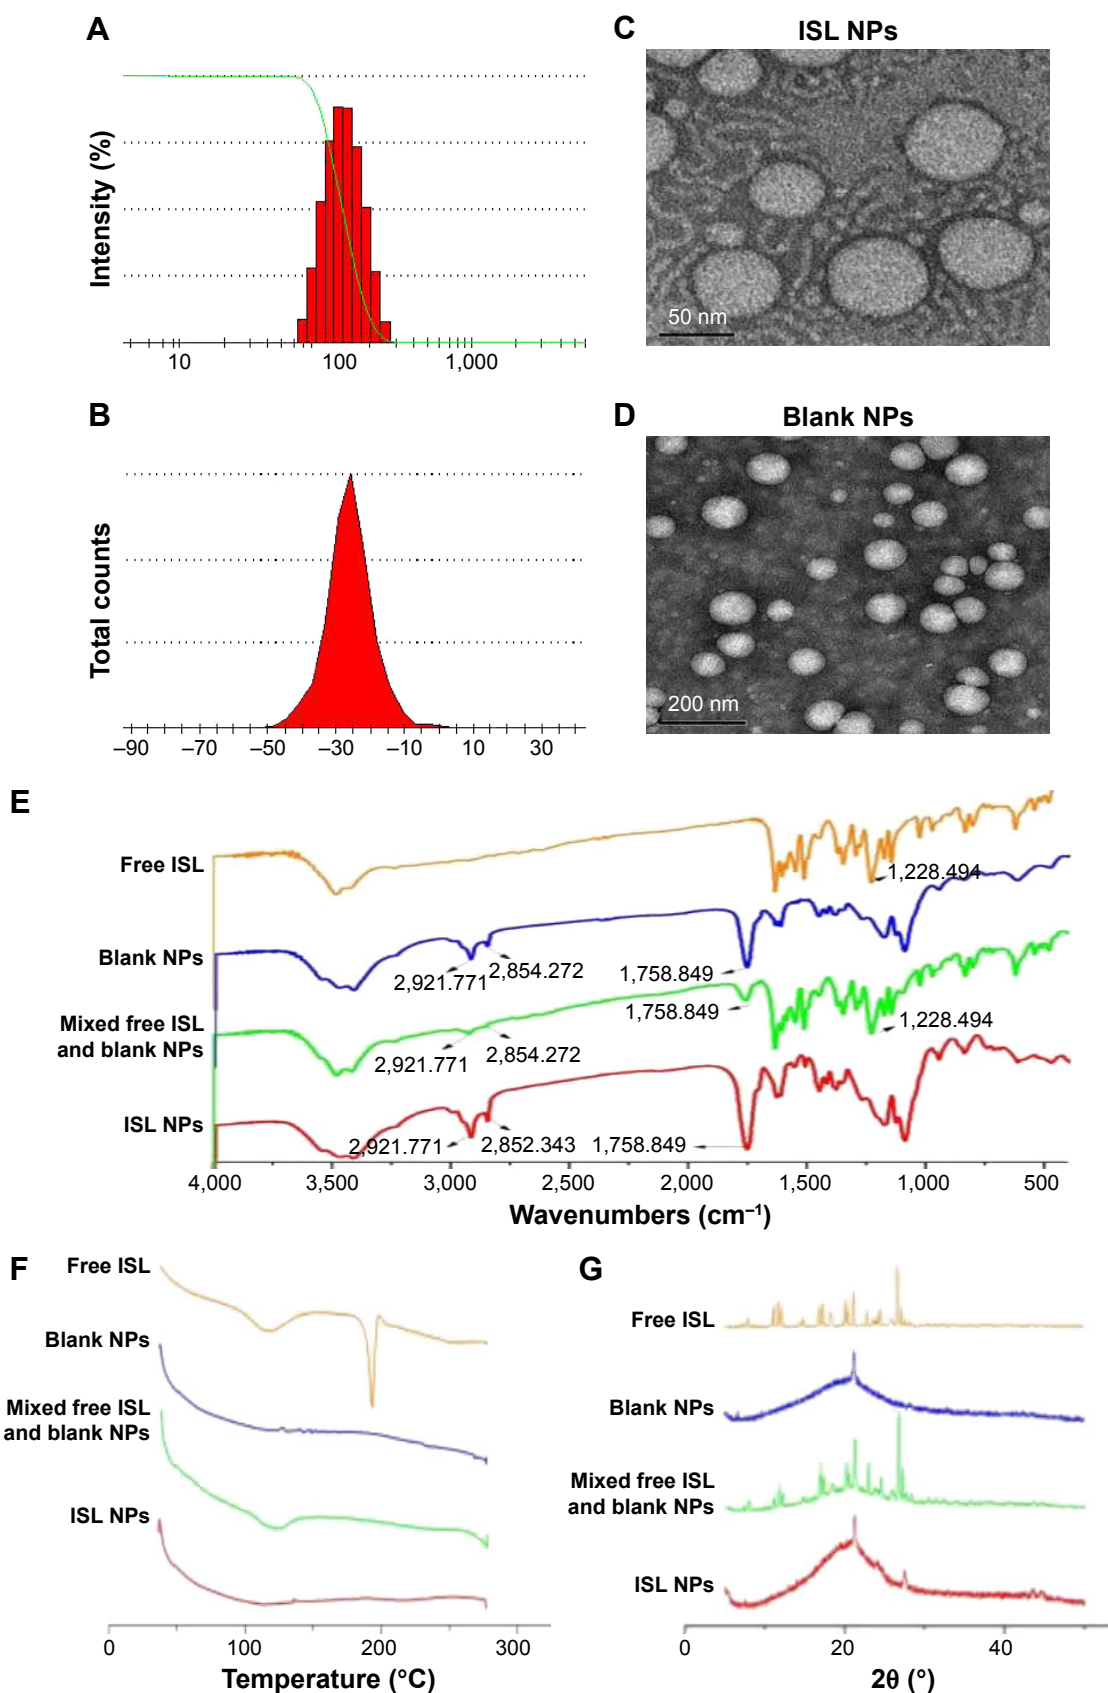 A
Intensity (%)
10 100 1,000
B
Total counts
–90 –70 –50 –30 –10 10 30
C
ISL NPs
50 nm
D
Blank NPs
200 nm
E
Free ISL
1,228.494
Blank NPs
2,921.771 2,854.272 1,758.849
Mixed free ISL
and blank NPs
2,921.771 2,854.272 1,758.849 1,228.494
ISL NPs
2,921.771 2,852.343 1,758.849
4,000 3,500 3,000 2,500 2,000 1,500 1,000 500
Wavenumbers (cm⁻¹)
F
Free ISL
Blank NPs
Mixed free ISL
and blank NPs
ISL NPs
0 100 200 300
Temperature (°C)
G
Free ISL
Blank NPs
Mixed free ISL
and blank NPs
ISL NPs
0 20 40
2θ (°)